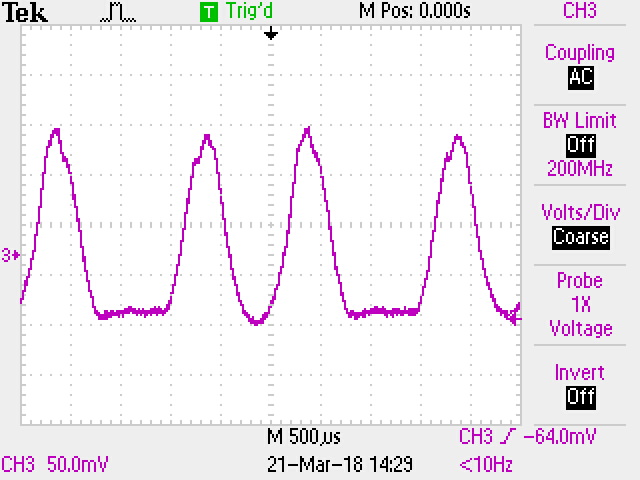 Tek T Trig'd M Pos: 0.000s CH3
Coupling
AC
BW Limit
Off
200MHz
Volts/Div
Coarse
3
Probe
1X
Voltage
Invert
Off
M 500µs CH3 -64.0mV
CH3 50.0mV 21-Mar-18 14:29 <10Hz